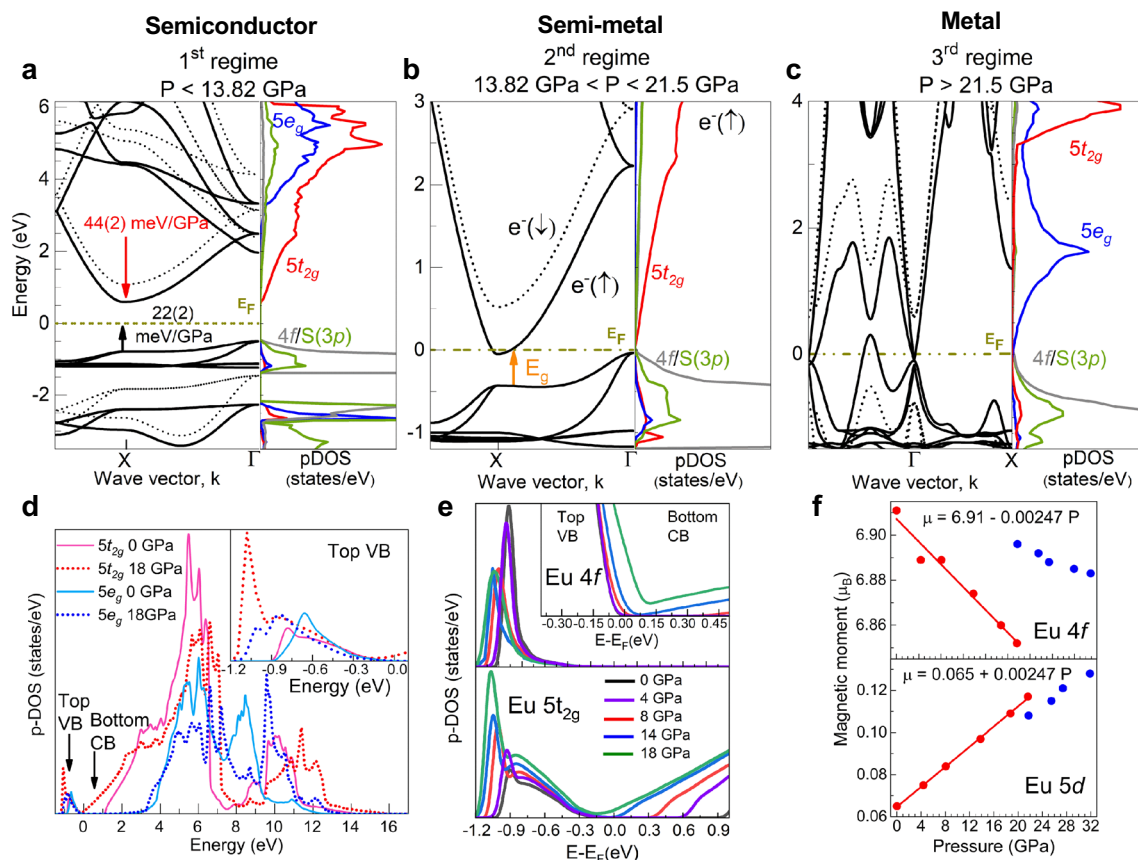 Semiconductor
1st regime
P < 13.82 GPa
Semi-metal
2nd regime
13.82 GPa < P < 21.5 GPa
Metal
3rd regime
P > 21.5 GPa
a
6
4
2
0
-2
Energy (eV)
5eg
44(2) meV/GPa
5t2g
EF
22(2)
meV/GPa
4f/S(3p)
X
Γ
Wave vector, k
pDOS
(states/eV)
b
3
2
1
0
-1
e⁻(↑)
e⁻(↓)
e⁻(↑)
5t2g
EF
4f/S(3p)
Eg
X
Γ
Wave vector, k
pDOS
(states/eV)
c
4
2
0
5t2g
5eg
EF
4f/S(3p)
Γ
X
Wave vector, k
pDOS
(states/eV)
d
5t2g 0 GPa
5t2g 18 GPa
5eg 0 GPa
5eg 18GPa
Top VB
-1.2 -0.8 -0.4 0.0
Energy (eV)
Top
VB
Bottom
CB
p-DOS (states/eV)
0 2 4 6 8 10 12 14 16
Energy (eV)
e
Top
VB
Bottom
CB
Eu 4f
-0.30 -0.15 0.00 0.15 0.30 0.45
E-EF(eV)
p-DOS (states/eV)
Eu 5t2g
0 GPa
4 GPa
8 GPa
14 GPa
18 GPa
-1.2 -0.9 -0.6 -0.3 0.0 0.3 0.6 0.9
E-EF(eV)
f
μ = 6.91 - 0.00247 P
6.90
6.88
6.86
Eu 4f
Magnetic moment (μB)
μ = 0.065 + 0.00247 P
0.12
0.10
0.08
0.06
Eu 5d
0 4 8 12 16 20 24 28 32
Pressure (GPa)